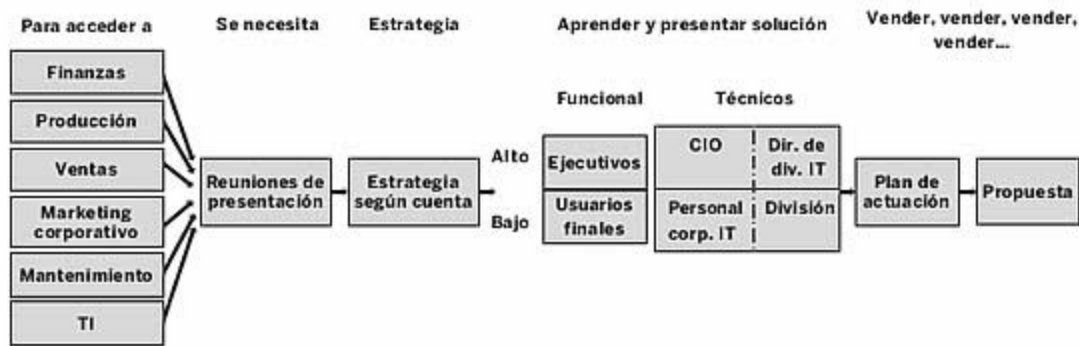 Para acceder a
Se necesita
Estrategia
Aprender y presentar solución
Vender, vender, vender,
vender...
Finanzas
Producción
Ventas
Marketing
corporativo
Mantenimiento
TI
Reuniones de
presentación
Estrategia
según cuenta
Alto
Bajo
Funcional
Técnicos
Ejecutivos
Usuarios
finales
CIO
Dir. de
div. IT
Personal
corp. IT
División
Plan de
actuación
Propuesta